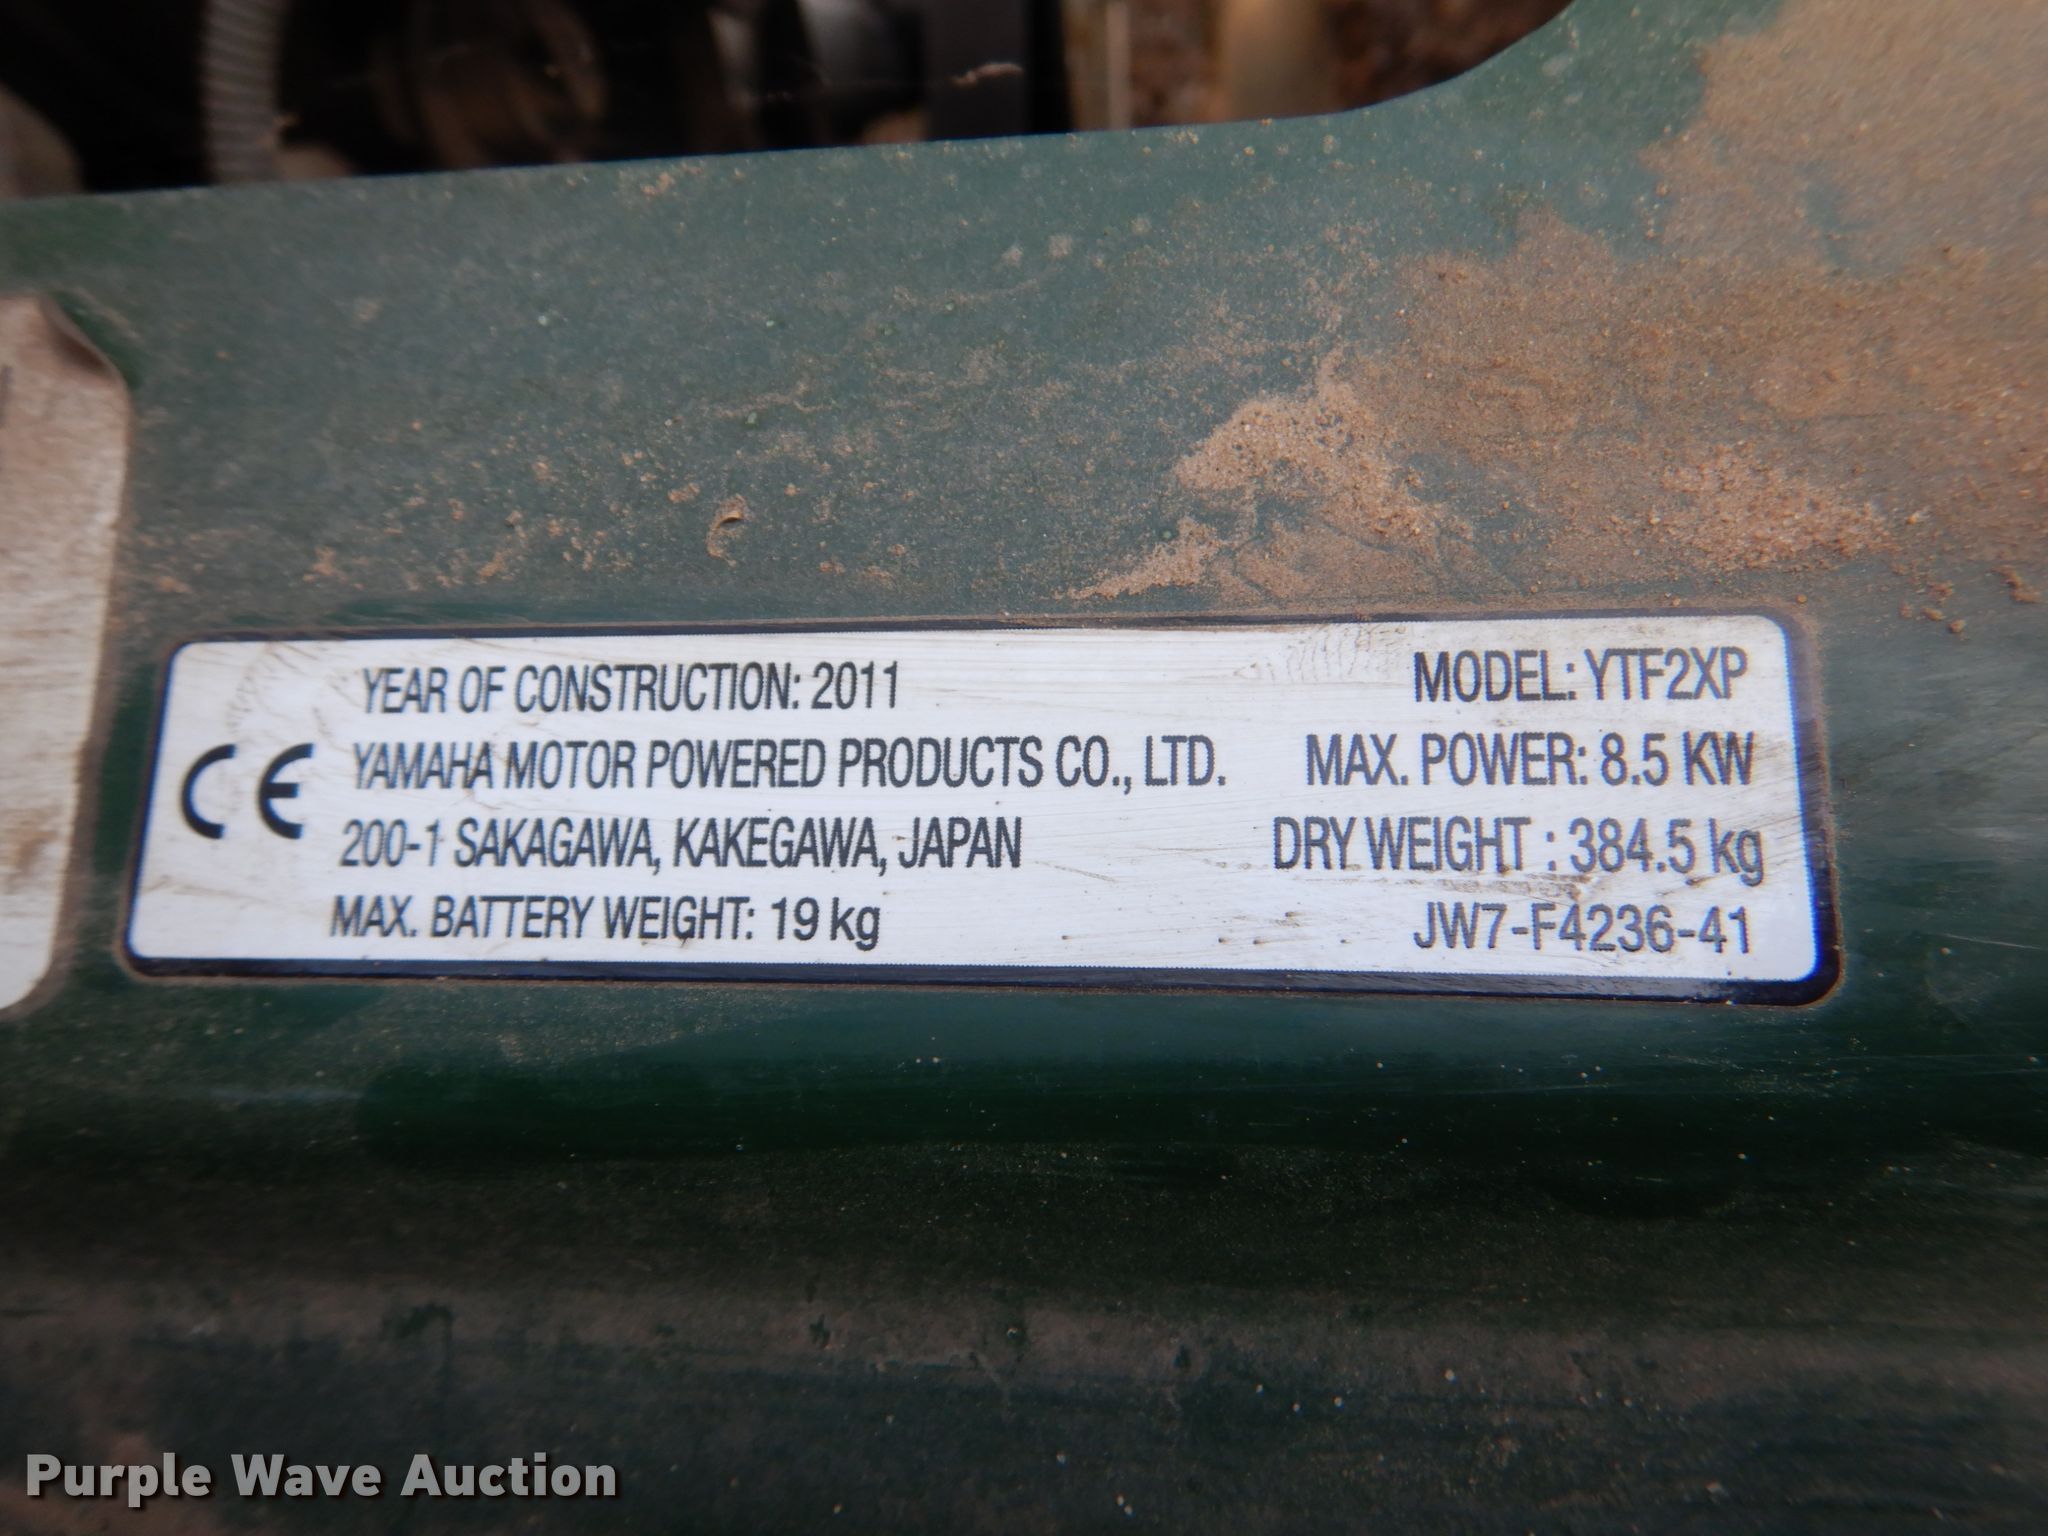 YEAR OF CONSTRUCTION: 2011
YAMAHA MOTOR POWERED PRODUCTS CO., LTD.
200-1 SAKAGAWA, KAKEGAWA, JAPAN
MAX. BATTERY WEIGHT: 19 kg
CE
MODEL: YTF2XP
MAX. POWER: 8.5 KW
DRY WEIGHT : 384.5 kg
JW7-F4236-41
Purple Wave Auction